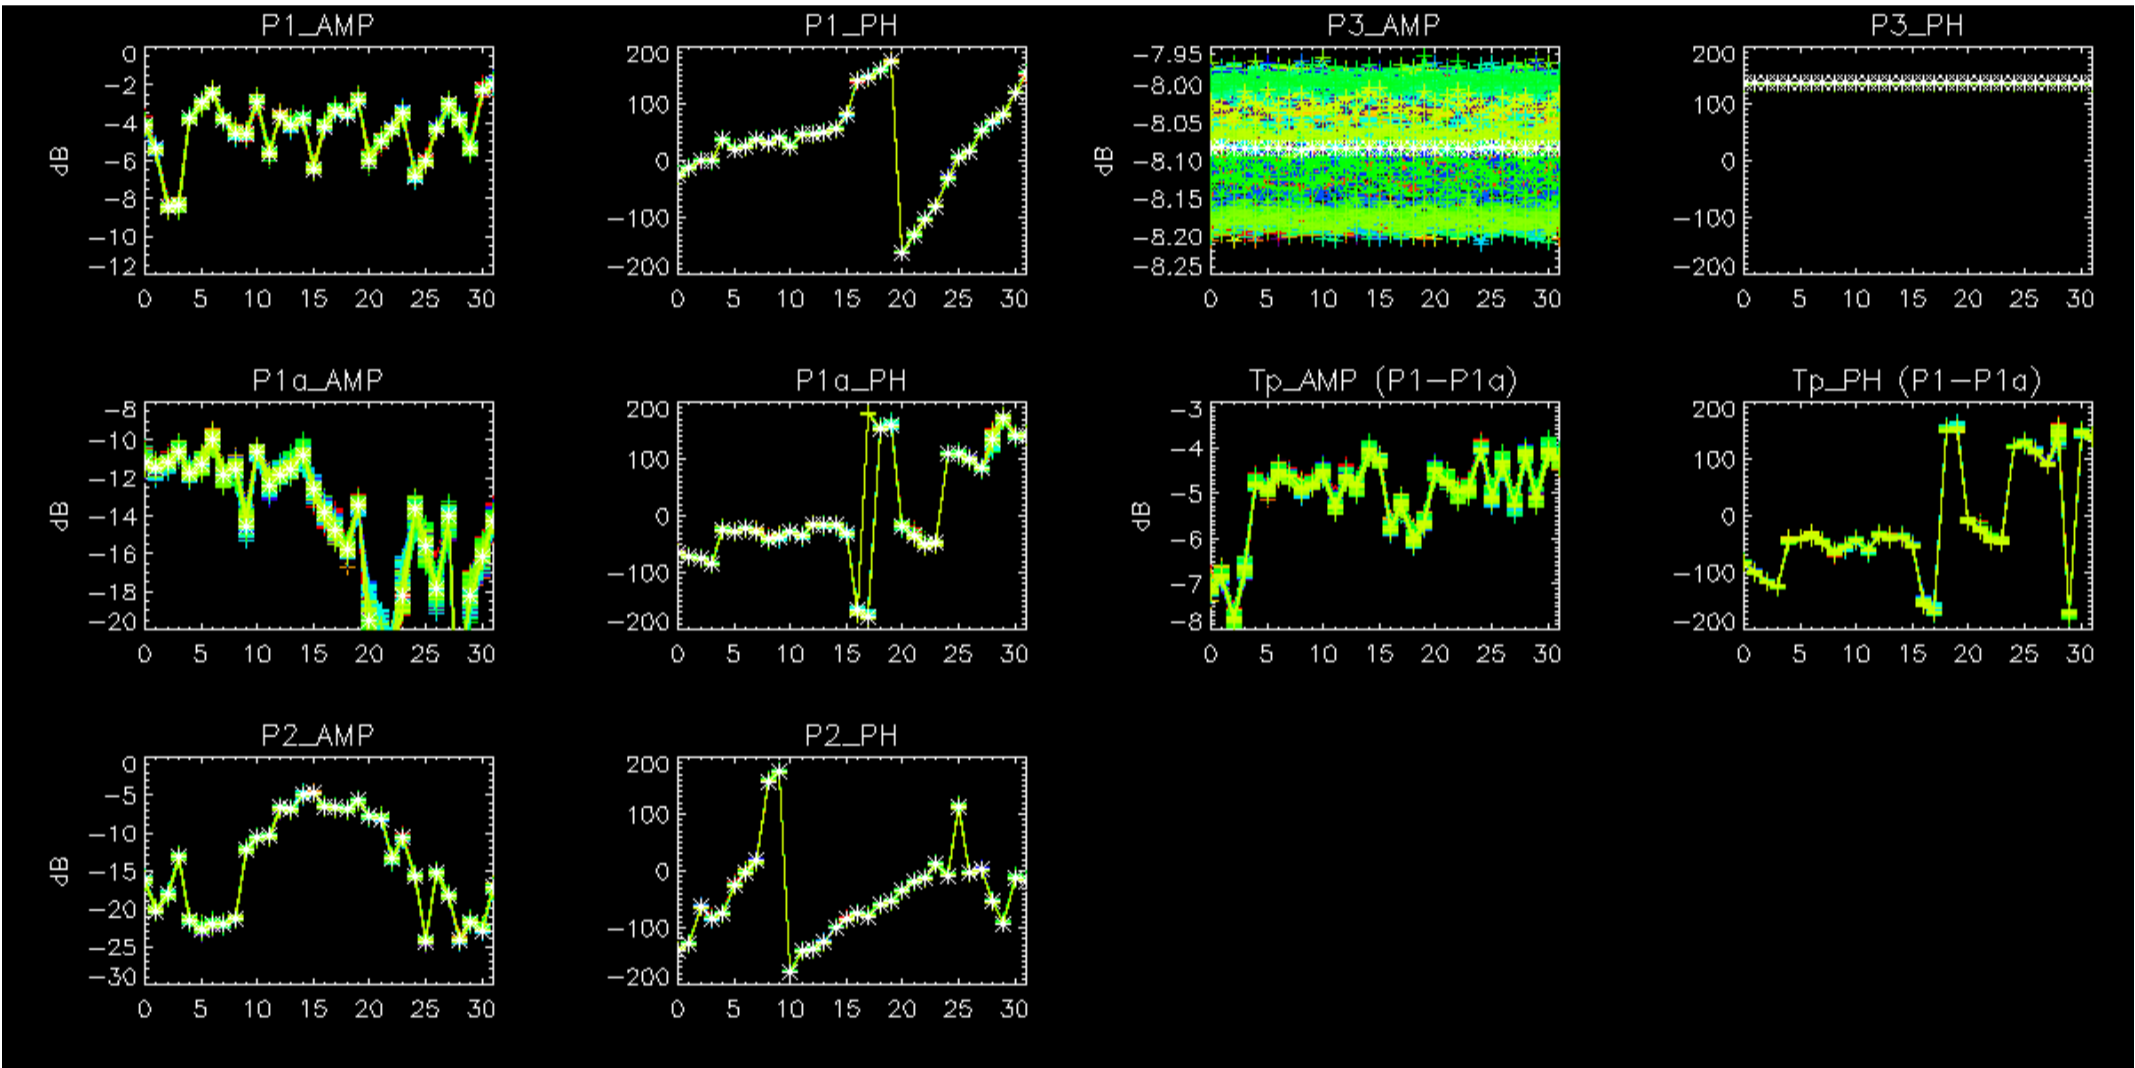 P1_AMP
0
-2
-4
-6
-8
-10
-12
dB
0 5 10 15 20 25 30
P1_PH
200
100
0
-100
-200
0 5 10 15 20 25 30
P3_AMP
-7.95
-8.00
-8.05
-8.10
-8.15
-8.20
-8.25
dB
0 5 10 15 20 25 30
P3_PH
200
100
0
-100
-200
0 5 10 15 20 25 30
P1a_AMP
-8
-10
-12
-14
-16
-18
-20
dB
0 5 10 15 20 25 30
P1a_PH
200
100
0
-100
-200
0 5 10 15 20 25 30
Tp_AMP (P1-P1a)
-3
-4
-5
-6
-7
-8
dB
0 5 10 15 20 25 30
Tp_PH (P1-P1a)
200
100
0
-100
-200
0 5 10 15 20 25 30
P2_AMP
0
-5
-10
-15
-20
-25
-30
dB
0 5 10 15 20 25 30
P2_PH
200
100
0
-100
-200
0 5 10 15 20 25 30